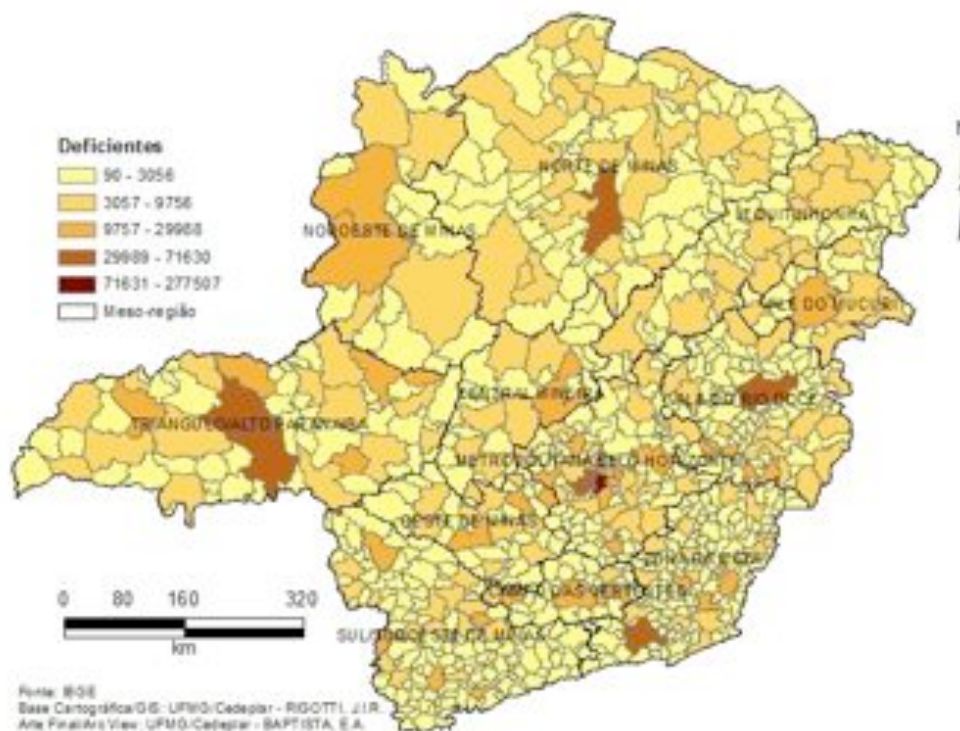 Deficientes
90 - 3056
3057 - 9756
9757 - 29988
29989 - 71630
71631 - 277507
Meso-região
NORTE DE MINAS
JEQUITINHONHA
NOROESTE DE MINAS
VALE DO MUCURI
CENTRAL MINEIRA
VALE DO RIO DOCE
TRIANGULO/ALTO PARANAIBA
METROPOLITANA BELO HORIZONTE
OESTE DE MINAS
ZONA DA MATA
CAMPO DAS VERTENTES
SUL/SUDOESTE DE MINAS
0 80 160 320
km
Fonte: IBGE
Base Cartográfica/GIS: UFMG/Cedeplar - RIGOTTI, J.I.R.
Arte Final/Arc View: UFMG/Cedeplar - BAPTISTA, E.A.